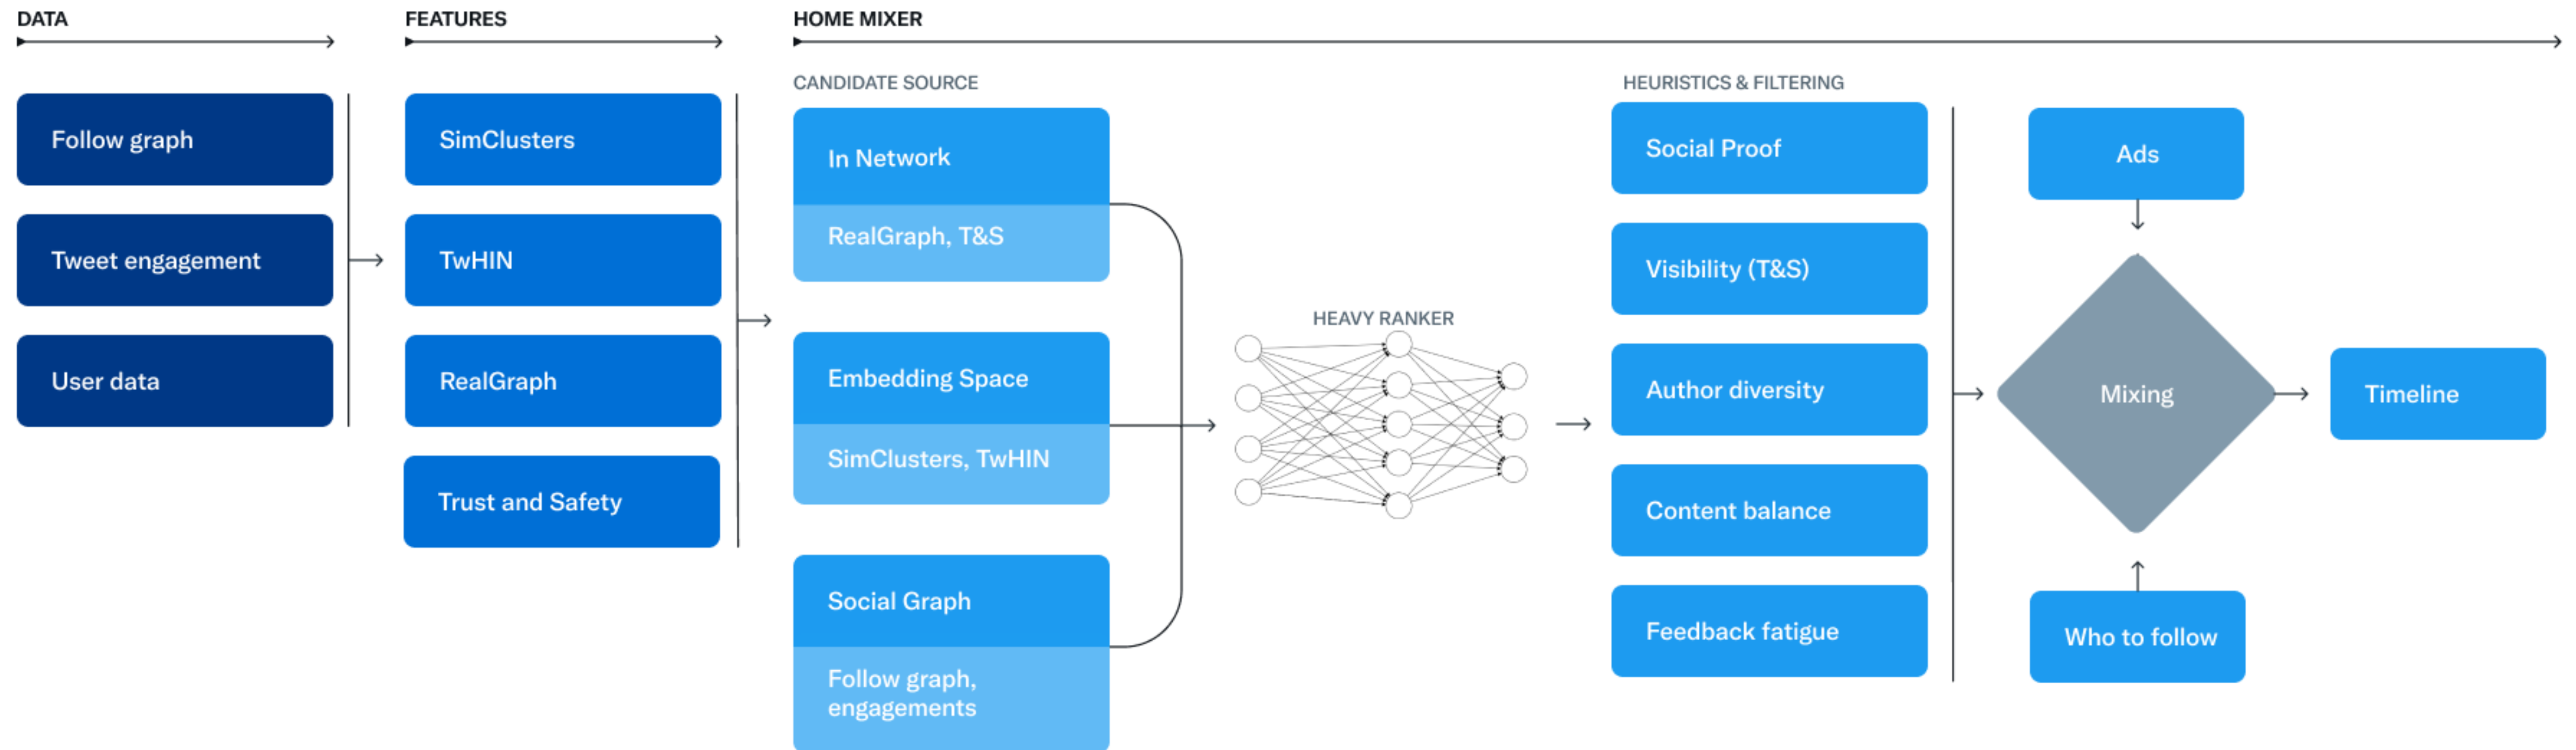 DATA
FEATURES
HOME MIXER
Follow graph
Tweet engagement
User data
SimClusters
TwHIN
RealGraph
Trust and Safety
CANDIDATE SOURCE
In Network
RealGraph, T&S
Embedding Space
SimClusters, TwHIN
Social Graph
Follow graph,
engagements
HEAVY RANKER
HEURISTICS & FILTERING
Social Proof
Visibility (T&S)
Author diversity
Content balance
Feedback fatigue
Ads
Mixing
Who to follow
Timeline